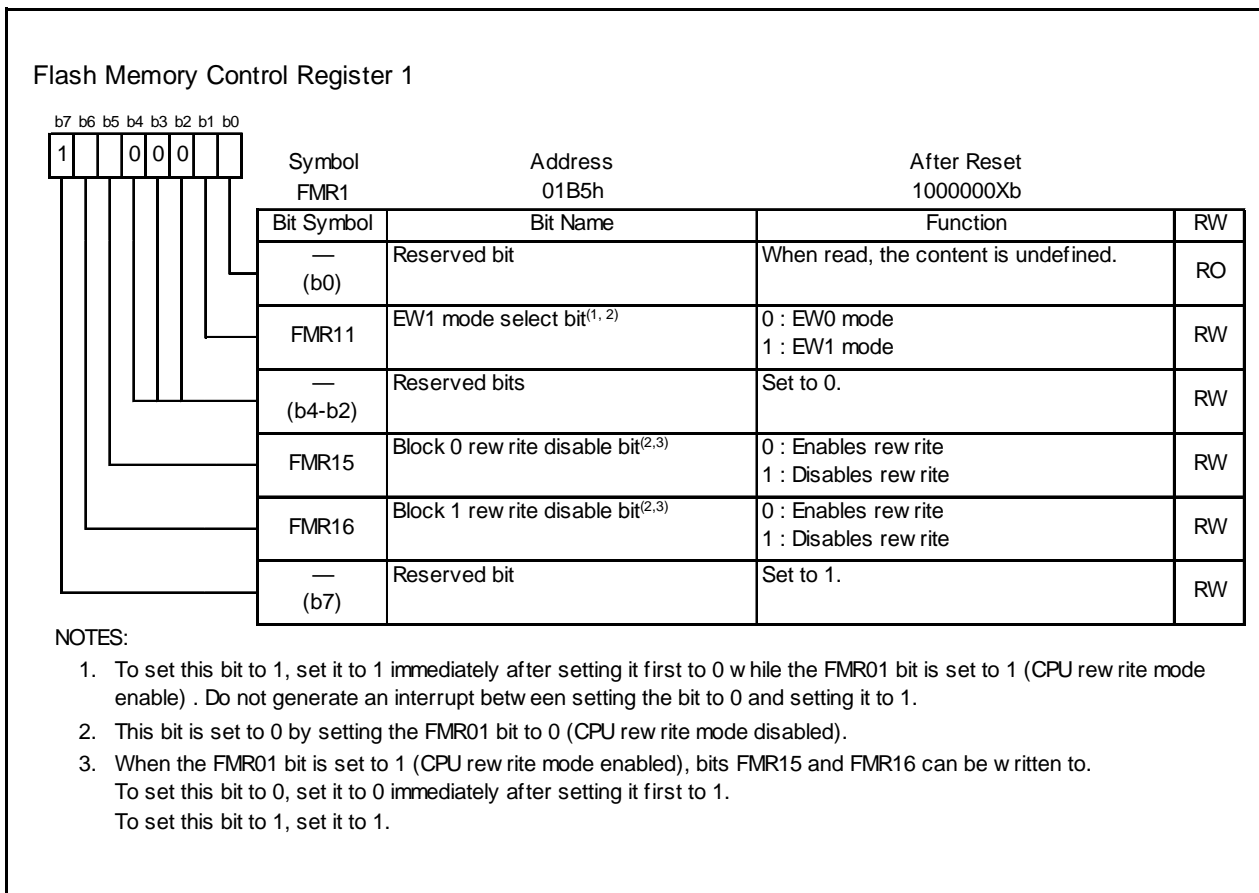 Flash Memory Control Register 1
b7 b6 b5 b4 b3 b2 b1 b0
1 0 0 0
Symbol Address After Reset
FMR1 01B5h 1000000Xb
Bit Symbol Bit Name Function RW
— (b0) Reserved bit When read, the content is undefined. RO
FMR11 EW1 mode select bit(1, 2) 0 : EW0 mode
1 : EW1 mode RW
— (b4-b2) Reserved bits Set to 0. RW
FMR15 Block 0 rew rite disable bit(2,3) 0 : Enables rew rite
1 : Disables rew rite RW
FMR16 Block 1 rew rite disable bit(2,3) 0 : Enables rew rite
1 : Disables rew rite RW
— (b7) Reserved bit Set to 1. RW
NOTES:
1. To set this bit to 1, set it to 1 immediately after setting it first to 0 w hile the FMR01 bit is set to 1 (CPU rew rite mode
enable) . Do not generate an interrupt betw een setting the bit to 0 and setting it to 1.
2. This bit is set to 0 by setting the FMR01 bit to 0 (CPU rew rite mode disabled).
3. When the FMR01 bit is set to 1 (CPU rew rite mode enabled), bits FMR15 and FMR16 can be w ritten to.
To set this bit to 0, set it to 0 immediately after setting it first to 1.
To set this bit to 1, set it to 1.